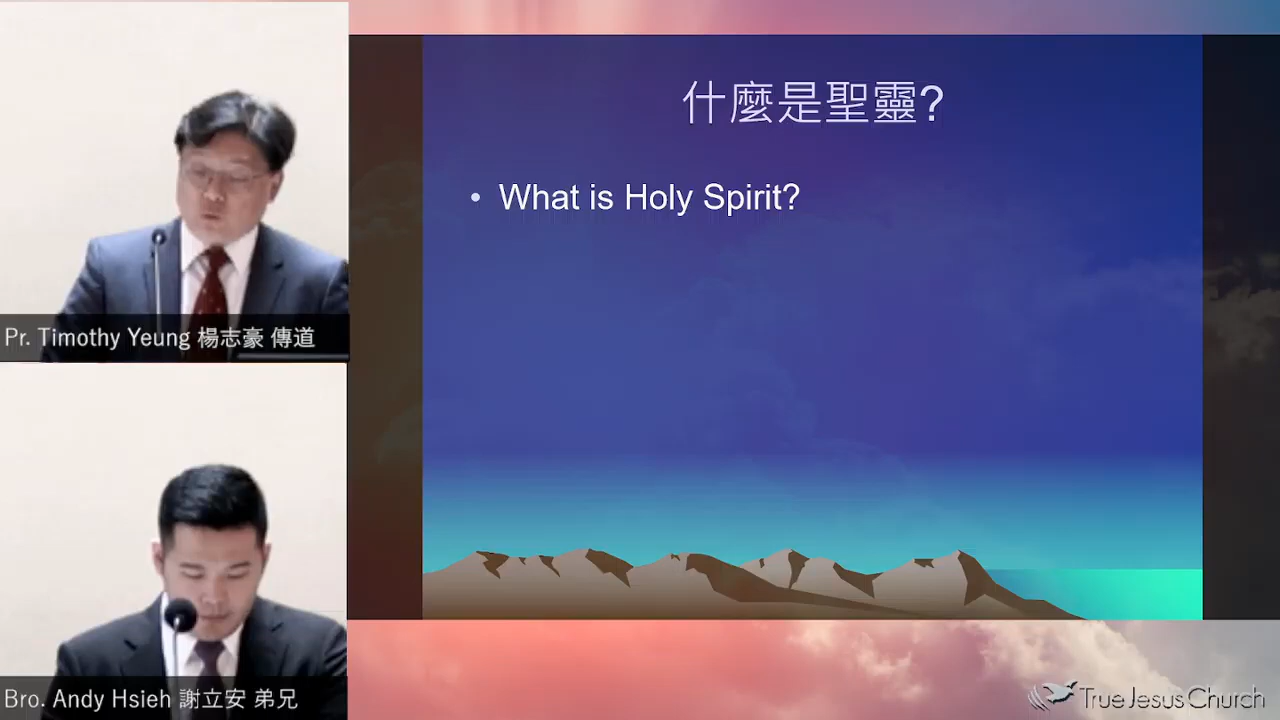 什麼是聖靈?
• What is Holy Spirit?
Pr. Timothy Yeung 楊志豪 傳道
Bro. Andy Hsieh 謝立安 弟兄
True Jesus Church